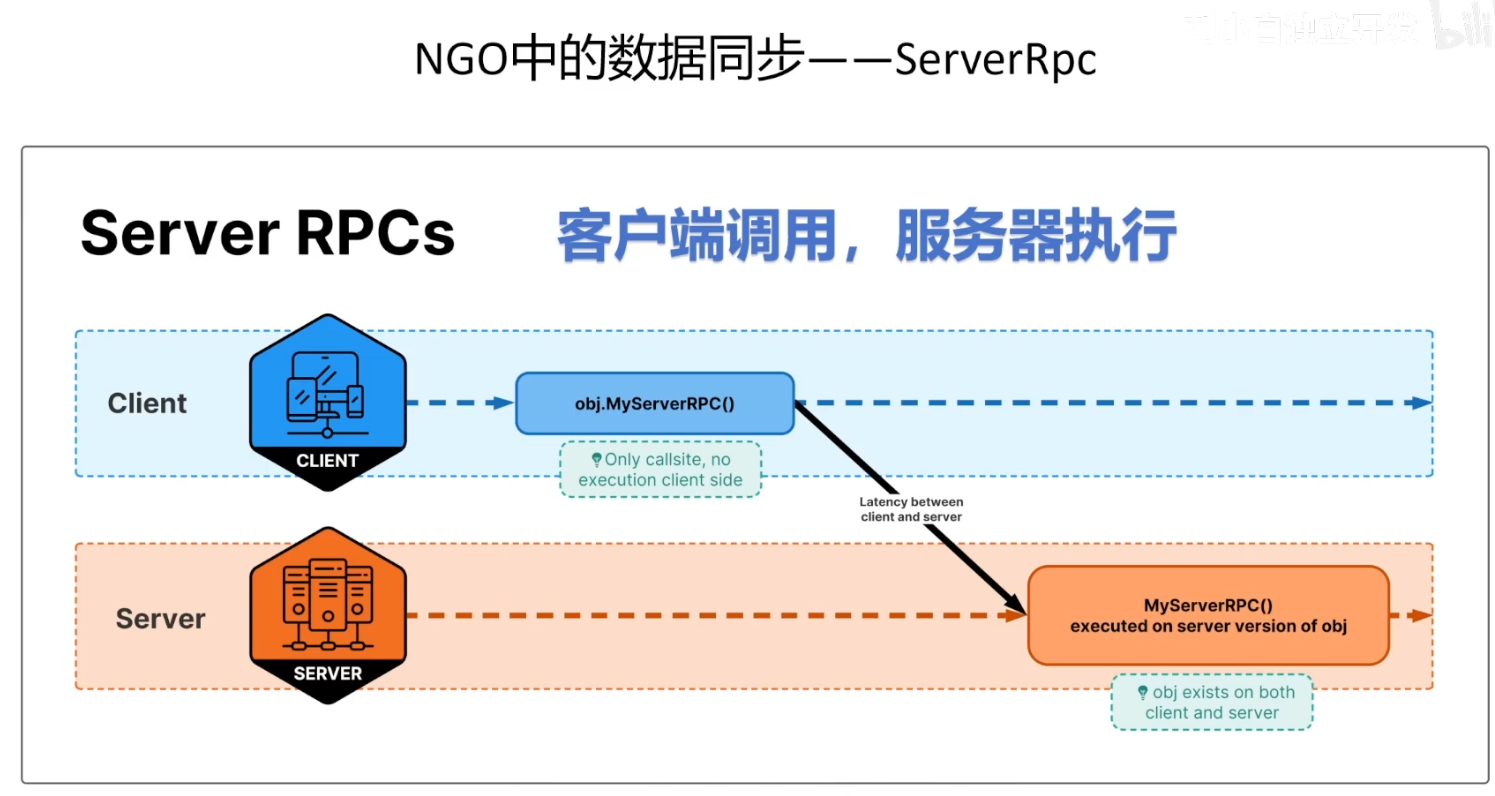 NGO中的数据同步——ServerRpc
Server RPCs
客户端调用，服务器执行
Client
CLIENT
obj.MyServerRPC()
Only callsite, no
execution client side
Latency between
client and server
Server
SERVER
MyServerRPC()
executed on server version of obj
obj exists on both
client and server